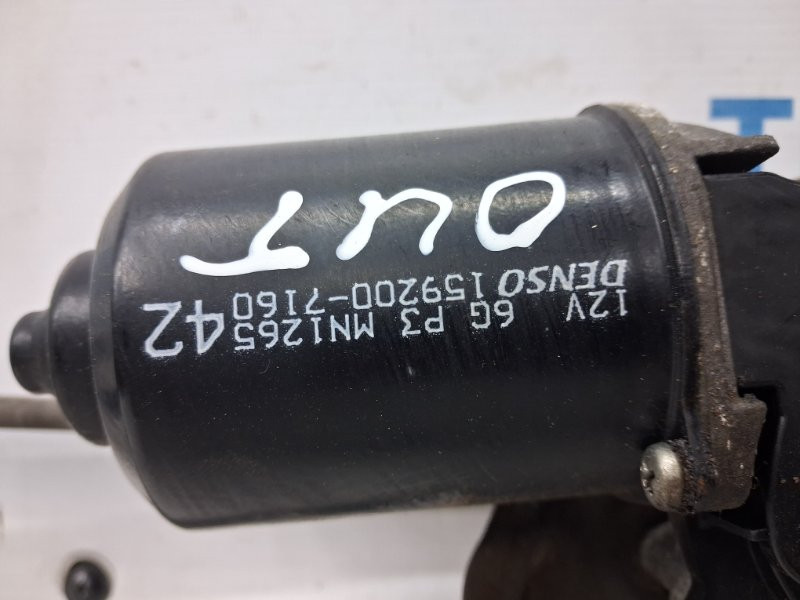 12V 6G P3 MN126542
DENSO 159200-7160
OUT
T